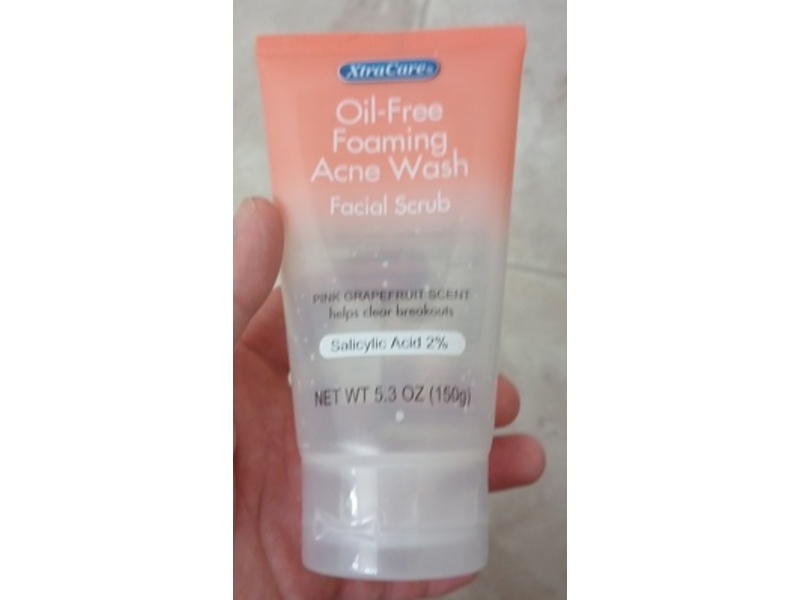 XtraCare®
Oil-Free
Foaming
Acne Wash
Facial Scrub
PINK GRAPEFRUIT SCENT
helps clear breakouts
Salicylic Acid 2%
NET WT 5.3 OZ (150g)